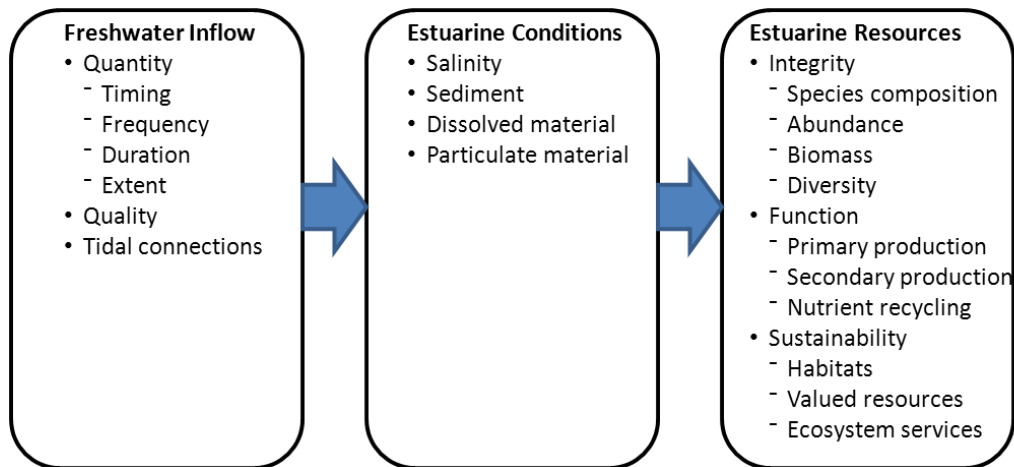 Freshwater Inflow
• Quantity
- Timing
- Frequency
- Duration
- Extent
• Quality
• Tidal connections
Estuarine Conditions
• Salinity
• Sediment
• Dissolved material
• Particulate material
Estuarine Resources
• Integrity
- Species composition
- Abundance
- Biomass
- Diversity
• Function
- Primary production
- Secondary production
- Nutrient recycling
• Sustainability
- Habitats
- Valued resources
- Ecosystem services